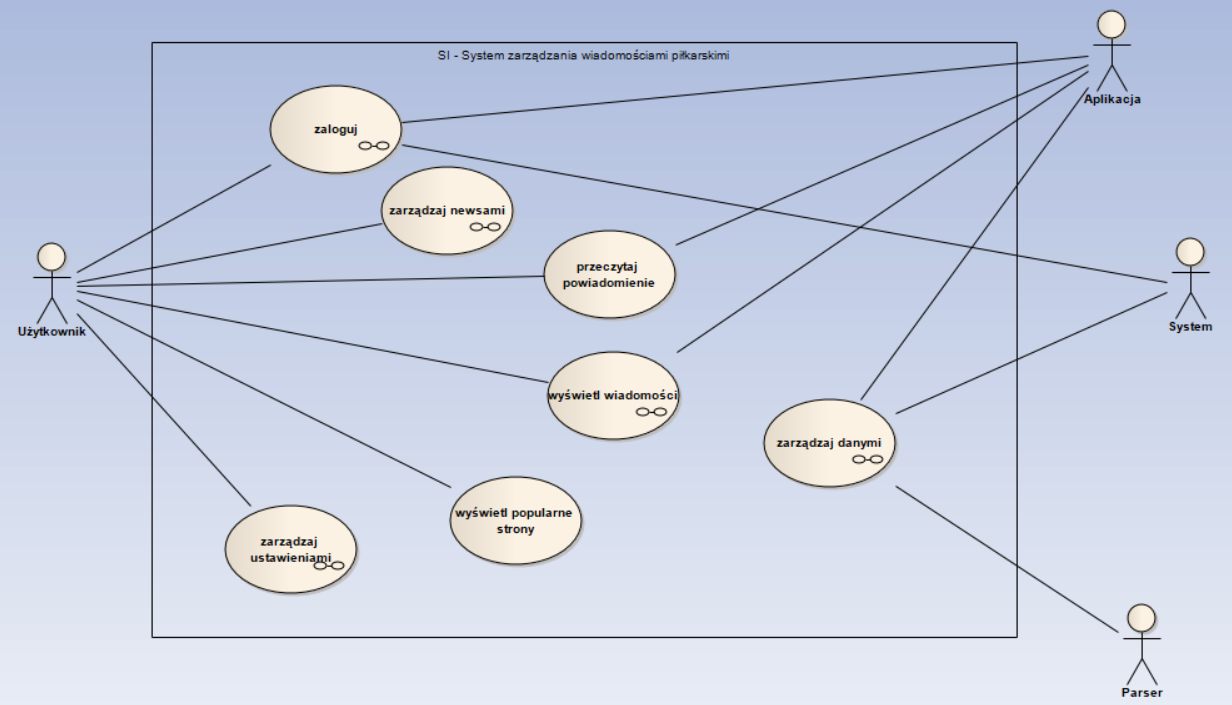 SI - System zarządzania wiadomościami piłkarskimi
Aplikacja
zaloguj
zarządzaj newsami
przeczytaj
powiadomienie
Użytkownik
System
wyświetl wiadomości
zarządzaj danymi
wyświetl popularne
strony
zarządzaj
ustawieniami
Parser